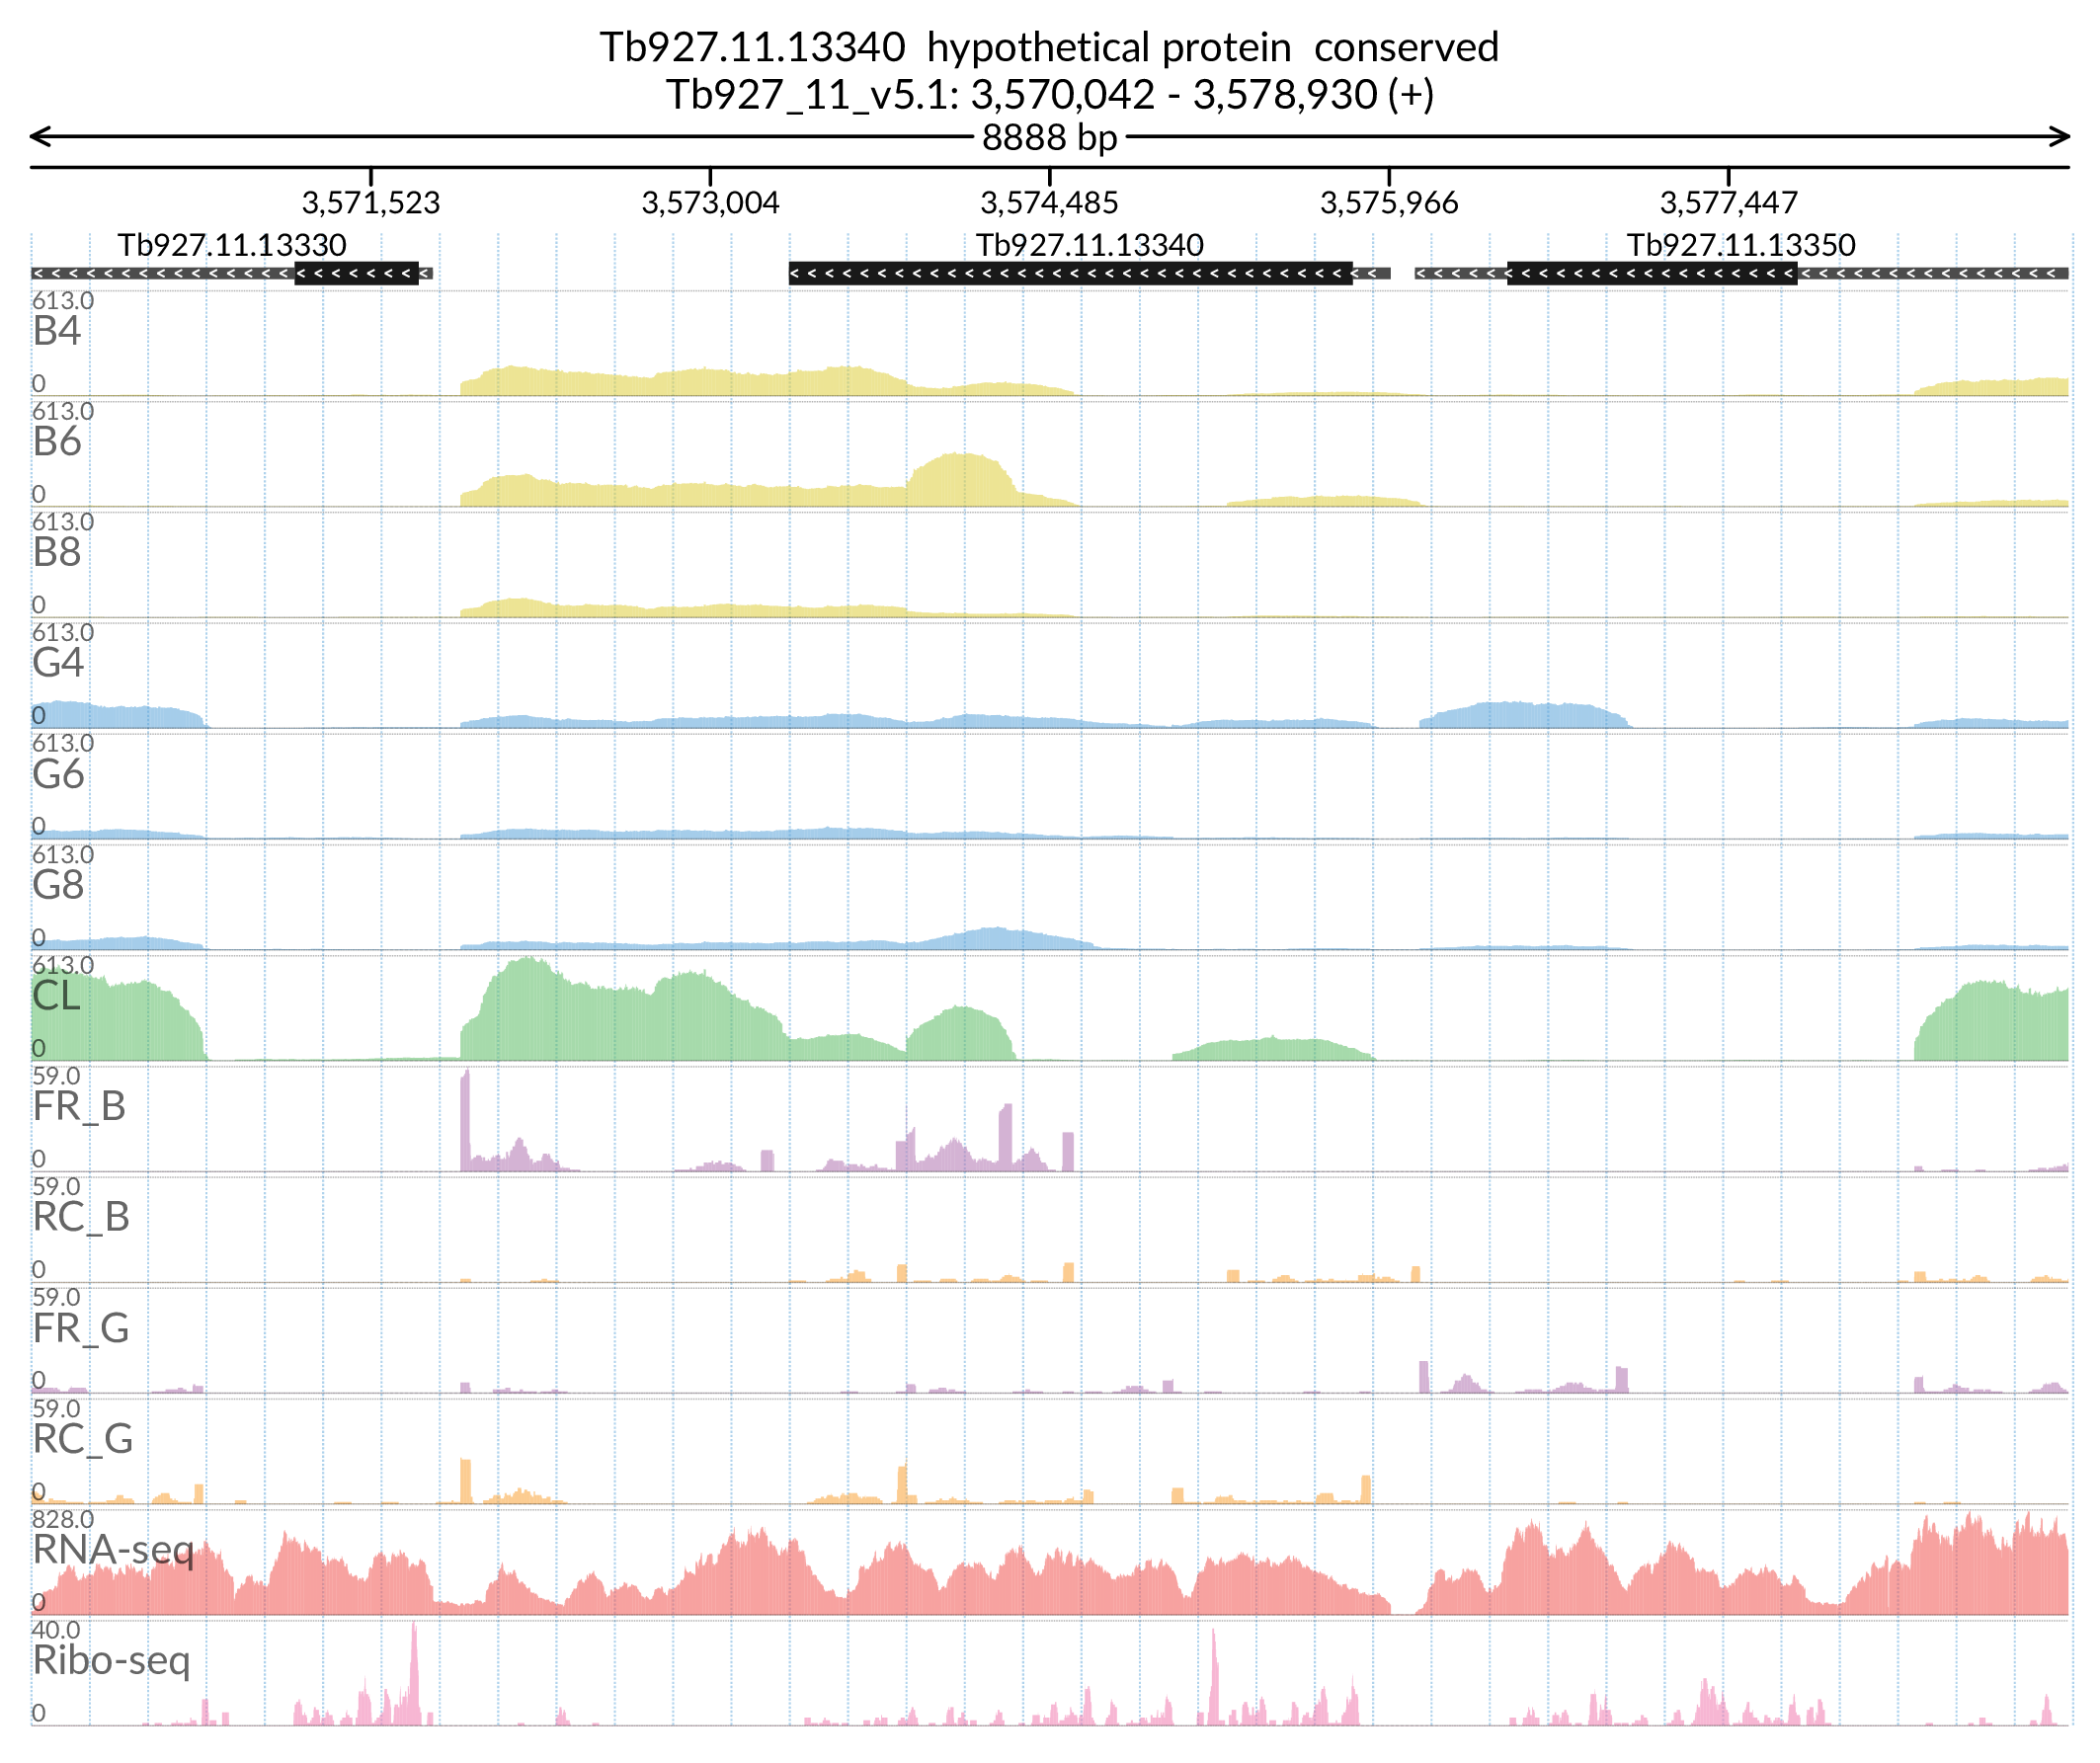 Tb927.11.13340 hypothetical protein conserved
Tb927_11_v5.1: 3,570,042 - 3,578,930 (+)
8888 bp
3,571,523 3,573,004 3,574,485 3,575,966 3,577,447
Tb927.11.13330 Tb927.11.13340 Tb927.11.13350
613.0
B4
0
613.0
B6
0
613.0
B8
0
613.0
G4
0
613.0
G6
0
613.0
G8
0
613.0
CL
0
59.0
FR_B
0
59.0
RC_B
0
59.0
FR_G
0
59.0
RC_G
0
828.0
RNA-seq
0
40.0
Ribo-seq
0